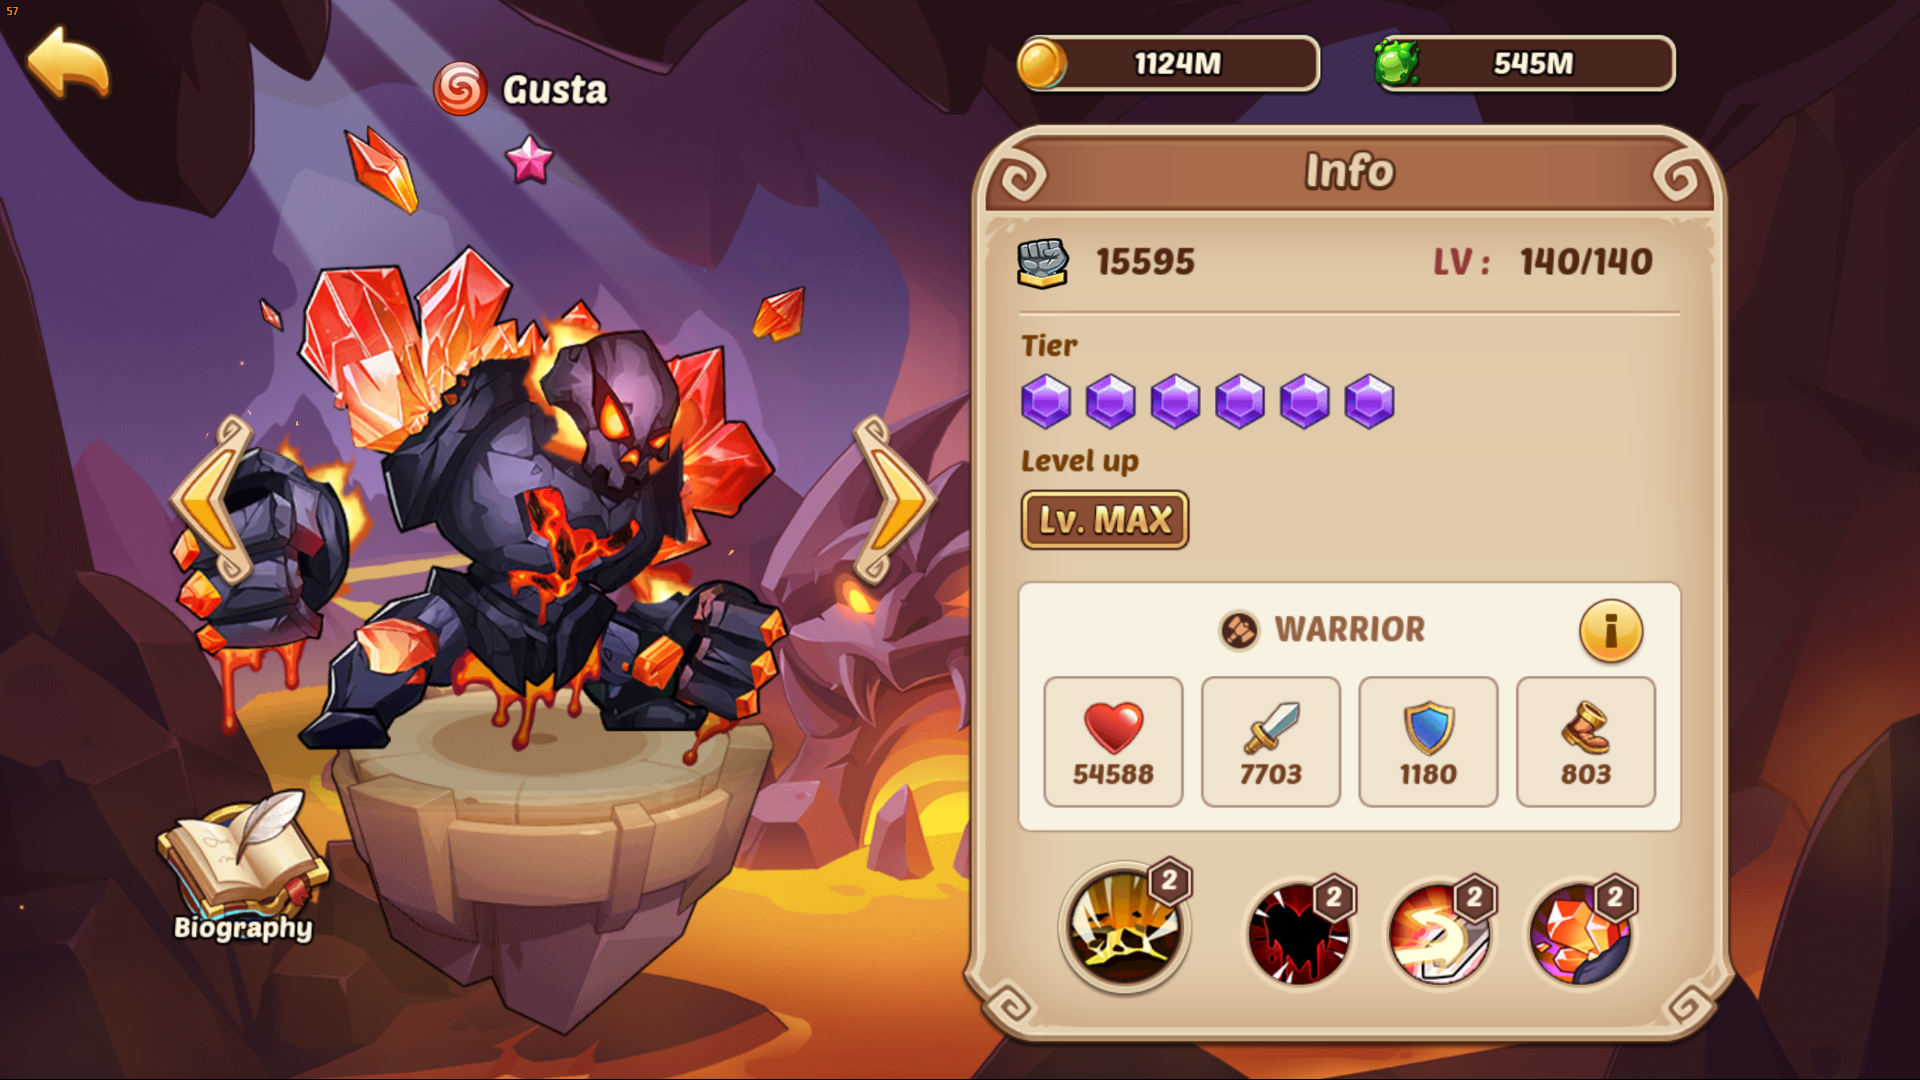 57
Gusta
1124M
545M
Info
15595
LV : 140/140
Tier
Level up
Lv. MAX
WARRIOR
54588
7703
1180
803
2
2
2
2
Biography